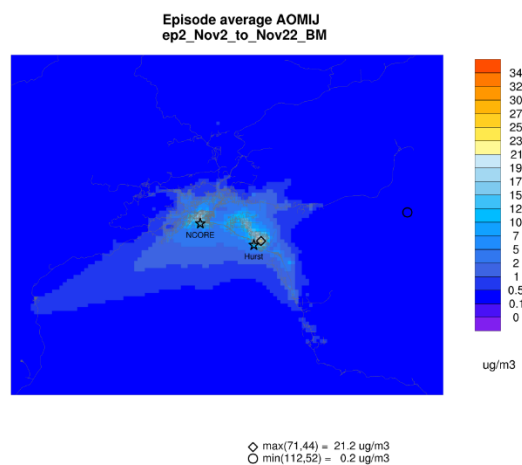 Episode average AOMIJ
ep2_Nov2_to_Nov22_BM
34
32
30
27
25
23
21
19
17
15
12
10
7
5
2
1
0.5
0.1
0
NCORE
Hurst
ug/m3
max(71,44) = 21.2 ug/m3
min(112,52) = 0.2 ug/m3